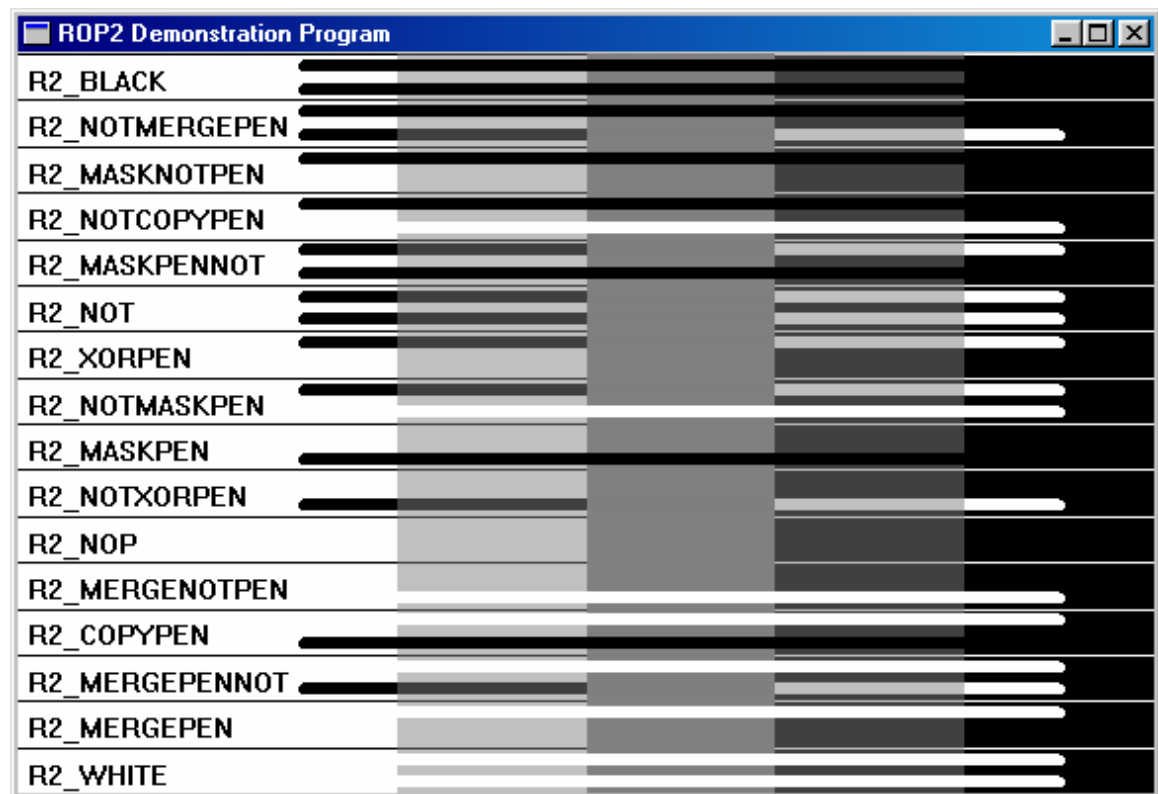 ROP2 Demonstration Program
R2_BLACK
R2_NOTMERGEPEN
R2_MASKNOTPEN
R2_NOTCOPYPEN
R2_MASKPENNOT
R2_NOT
R2_XORPEN
R2_NOTMASKPEN
R2_MASKPEN
R2_NOTXORPEN
R2_NOP
R2_MERGENOTPEN
R2_COPYPEN
R2_MERGEPENNOT
R2_MERGEPEN
R2_WHITE